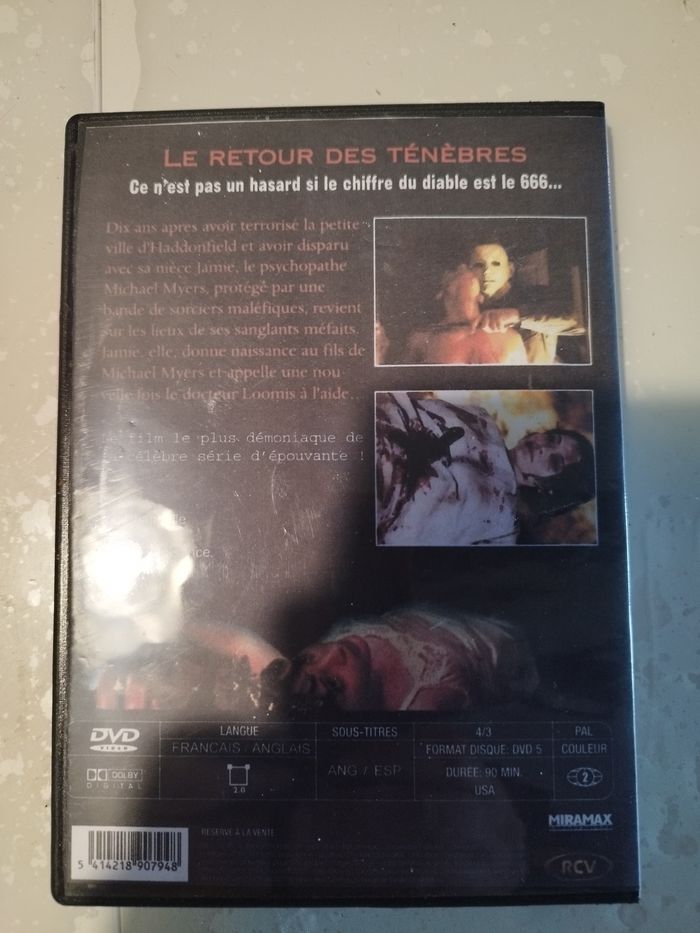 LE RETOUR DES TÉNÈBRES
Ce n'est pas un hasard si le chiffre du diable est le 666...
Dix ans apres avoir terrorisé la petite
ville d'Haddonfield et avoir disparu
avec sa nièce Jamie, le psychopathe
Michael Myers, protégé par une
bande de sorciers maléfiques, revient
sur les lieux de ses sanglants méfaits.
Jamie, elle, donne naissance au fils de
Michael Myers et appelle une nou-
velle fois le docteur Loomis à l'aide...
film le plus démoniaque de
célèbre série d'épouvante !
DVD
VIDEO
DOLBY
DIGITAL
LANGUE
FRANCAIS / ANGLAIS
2.0
SOUS-TITRES
ANG / ESP
4/3
FORMAT DISQUE: DVD 5
DURÉE: 90 MIN.
USA
PAL
COULEUR
2
MIRAMAX
RESERVÉ À LA VENTE
5 414218 907948
RCV